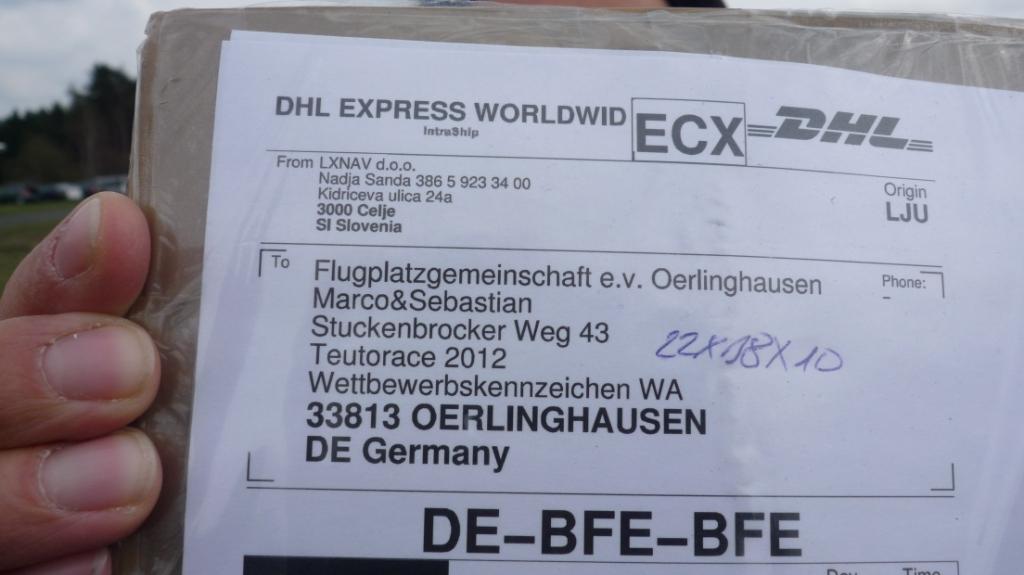 DHL EXPRESS WORLDWID
IntraShip
ECX
DHL
From LXNAV d.o.o.
Nadja Sanda 386 5 923 34 00
Kidriceva ulica 24a
3000 Celje
SI Slovenia
Origin
LJU
To
Flugplatzgemeinschaft e.v. Oerlinghausen
Marco&Sebastian
Stuckenbrocker Weg 43
Teutorace 2012
Wettbewerbskennzeichen WA
33813 OERLINGHAUSEN
DE Germany
Phone:
–
22X18X10
DE–BFE–BFE
Day
Time